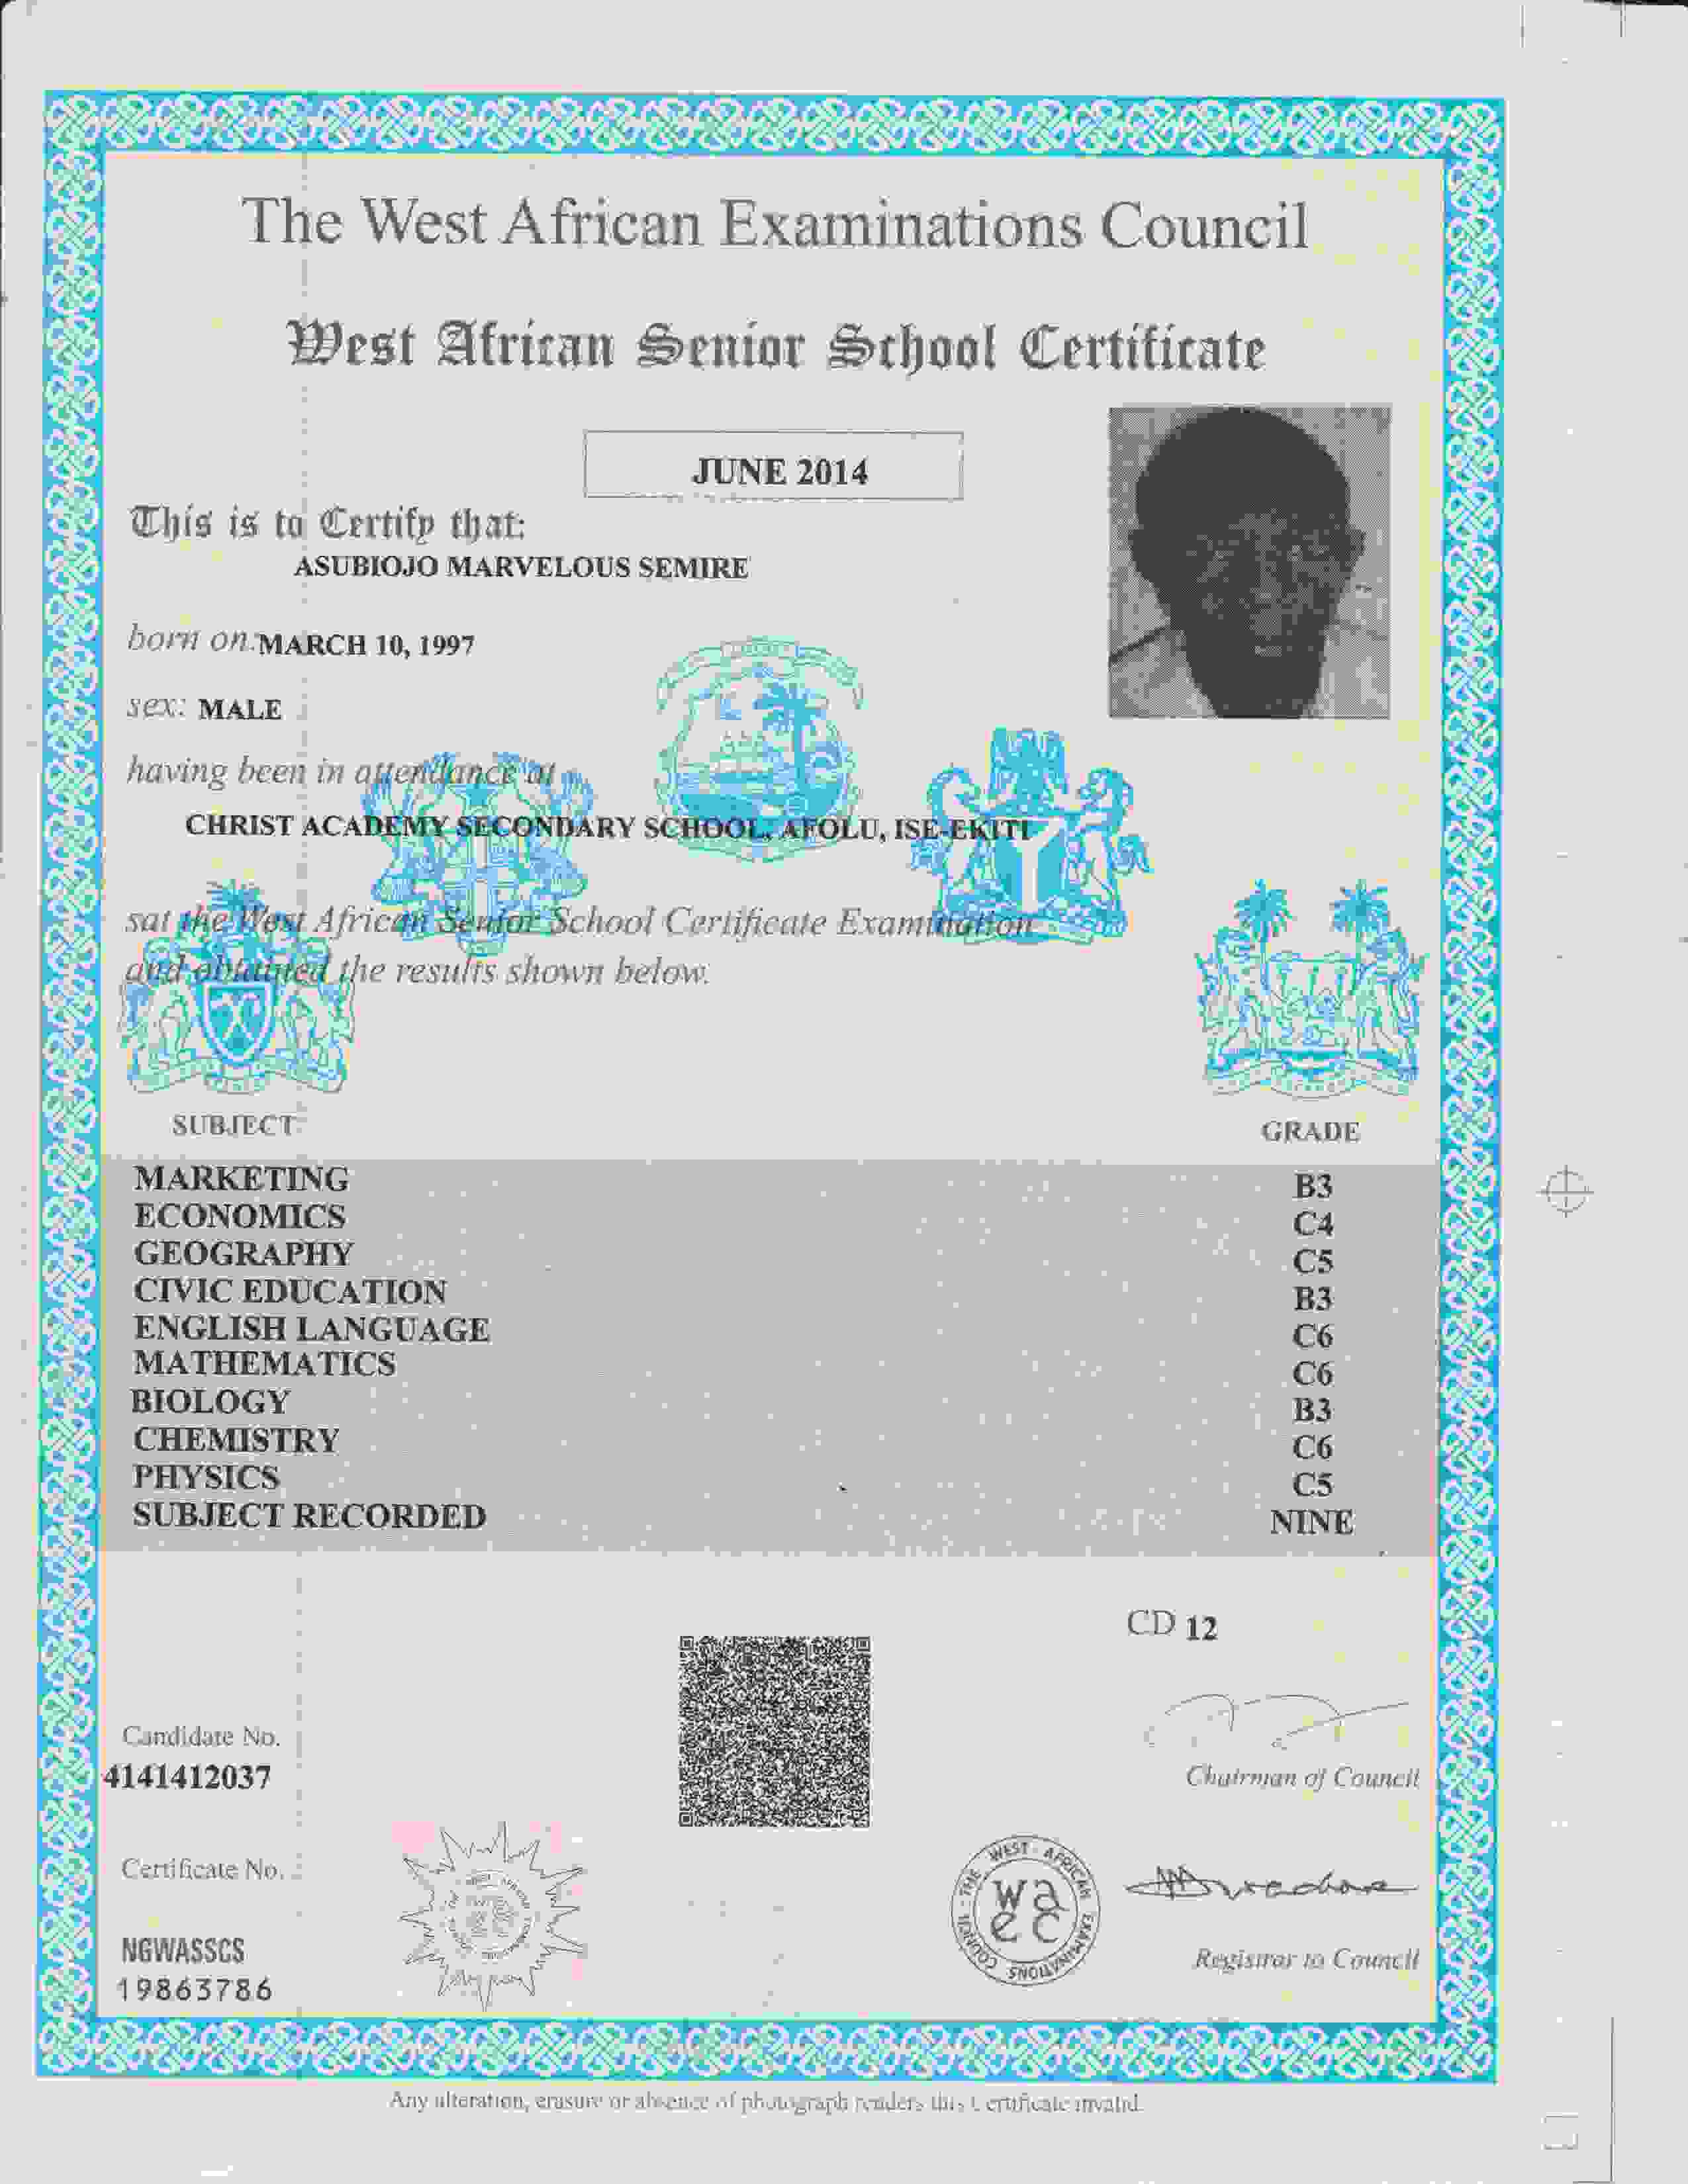 The West African Examinations Council
West African Senior School Certificate
JUNE 2014
This is to Certify that:
ASUBIOJO MARVELOUS SEMIRE
born on: MARCH 10, 1997
sex: MALE
having been in attendance at
CHRIST ACADEMY SECONDARY SCHOOL, AFOLU, ISE-EKITI
sat the West African Senior School Certificate Examination
and obtained the results shown below.
SUBJECT GRADE
MARKETING B3
ECONOMICS C4
GEOGRAPHY C5
CIVIC EDUCATION B3
ENGLISH LANGUAGE C6
MATHEMATICS C6
BIOLOGY B3
CHEMISTRY C6
PHYSICS C5
SUBJECT RECORDED NINE
CD 12
Candidate No.
4141412037
Chairman of Council
Certificate No.
THE WEST AFRICAN EXAMINATIONS COUNCIL
waec
NGWASSCS
19863786
Registrar to Council
Any alteration, erasure or absence of photograph renders this Certificate invalid.